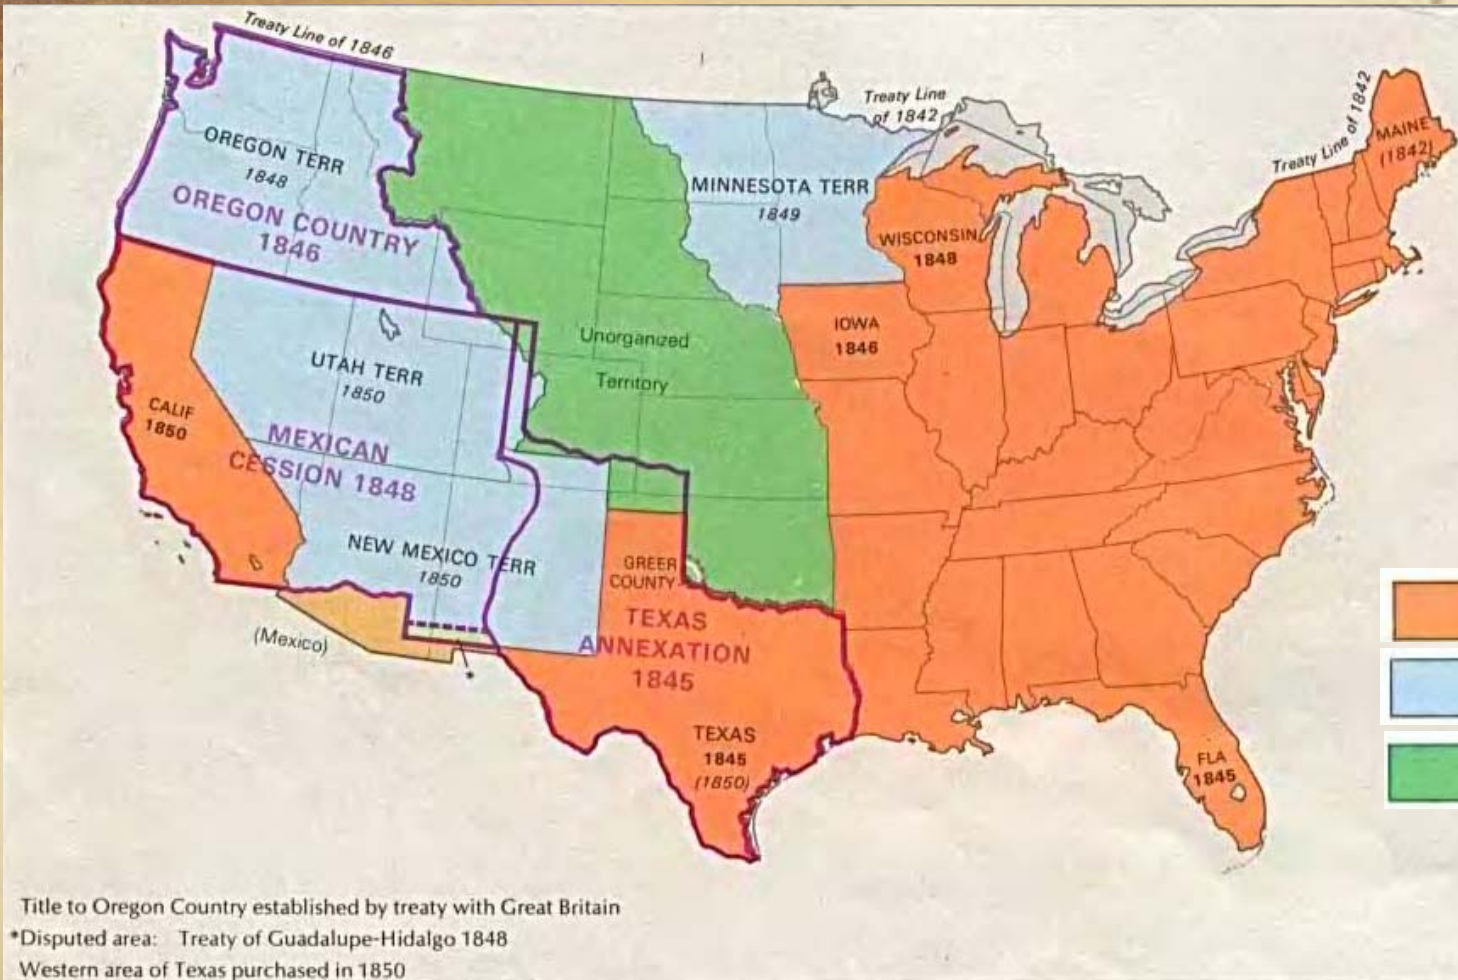 Treaty Line of 1846
OREGON TERR
1848
OREGON COUNTRY
1846
Treaty Line
of 1842
MINNESOTA TERR
1849
WISCONSIN
1848
Treaty Line of 1842
MAINE
(1842)
IOWA
1846
Unorganized
Territory
UTAH TERR
1850
CALIF
1850
MEXICAN
CESSION 1848
NEW MEXICO TERR
1850
(Mexico)
*
GREER
COUNTY
TEXAS
ANNEXATION
1845
TEXAS
1845
(1850)
FLA
1845
Title to Oregon Country established by treaty with Great Britain
*Disputed area: Treaty of Guadalupe-Hidalgo 1848
Western area of Texas purchased in 1850